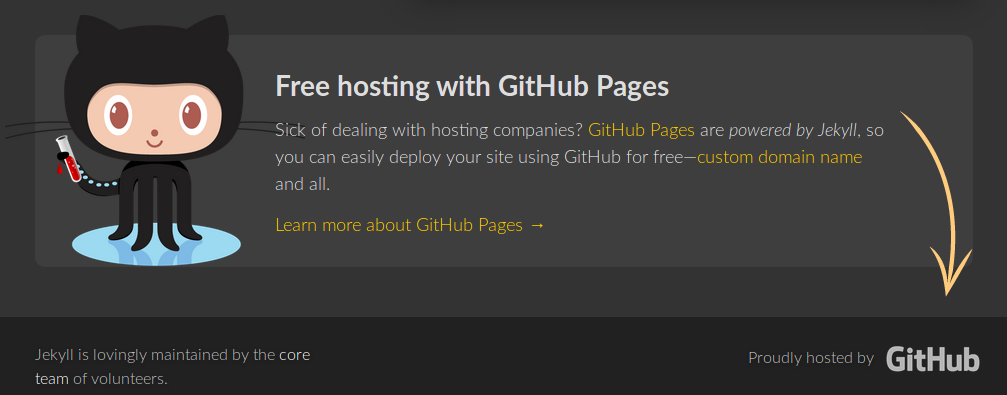 Free hosting with GitHub Pages
Sick of dealing with hosting companies? GitHub Pages are powered by Jekyll, so
you can easily deploy your site using GitHub for free—custom domain name
and all.
Learn more about GitHub Pages →
Jekyll is lovingly maintained by the core
team of volunteers.
Proudly hosted by GitHub